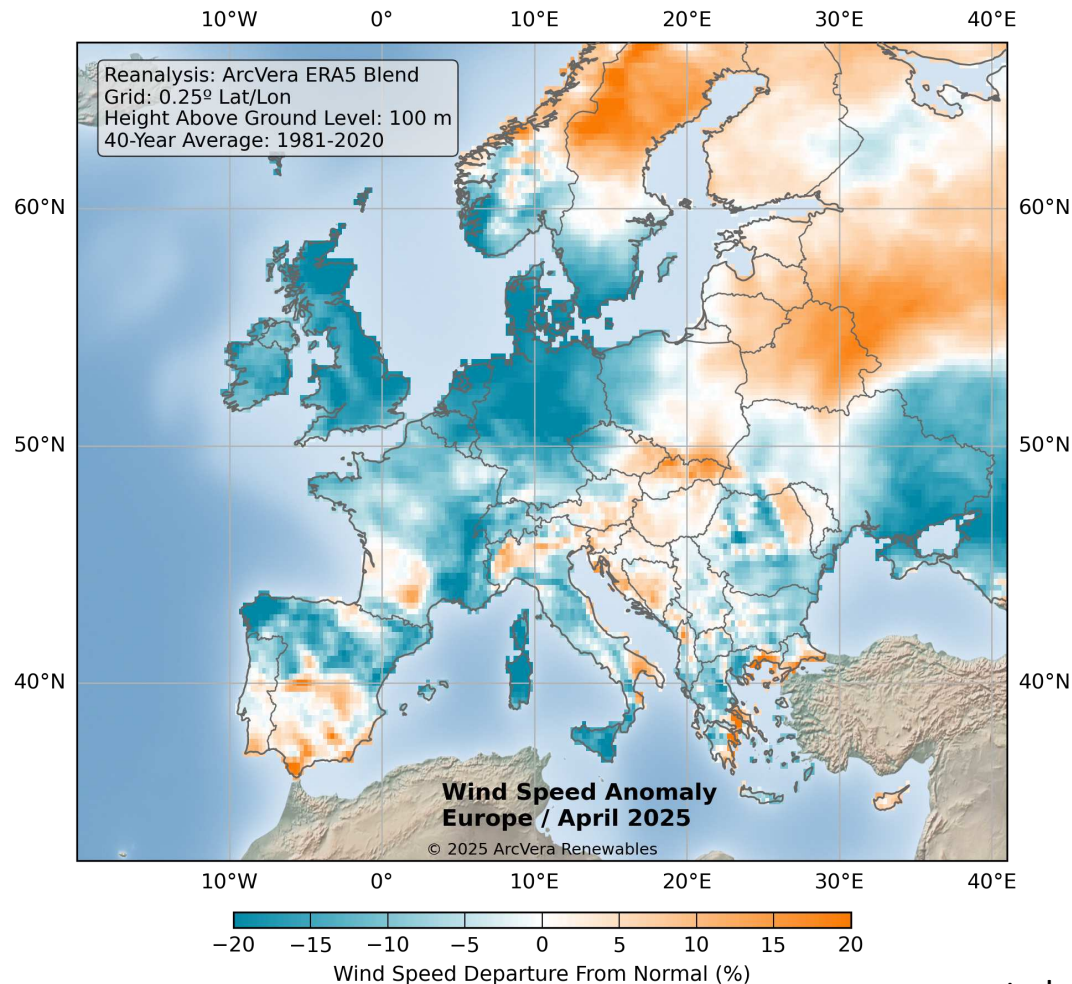 10°W 0° 10°E 20°E 30°E 40°E
Reanalysis: ArcVera ERA5 Blend
Grid: 0.25º Lat/Lon
Height Above Ground Level: 100 m
40-Year Average: 1981-2020
60°N 60°N
50°N 50°N
40°N 40°N
Wind Speed Anomaly
Europe / April 2025
© 2025 ArcVera Renewables
10°W 0° 10°E 20°E 30°E 40°E
−20 −15 −10 −5 0 5 10 15 20
Wind Speed Departure From Normal (%)